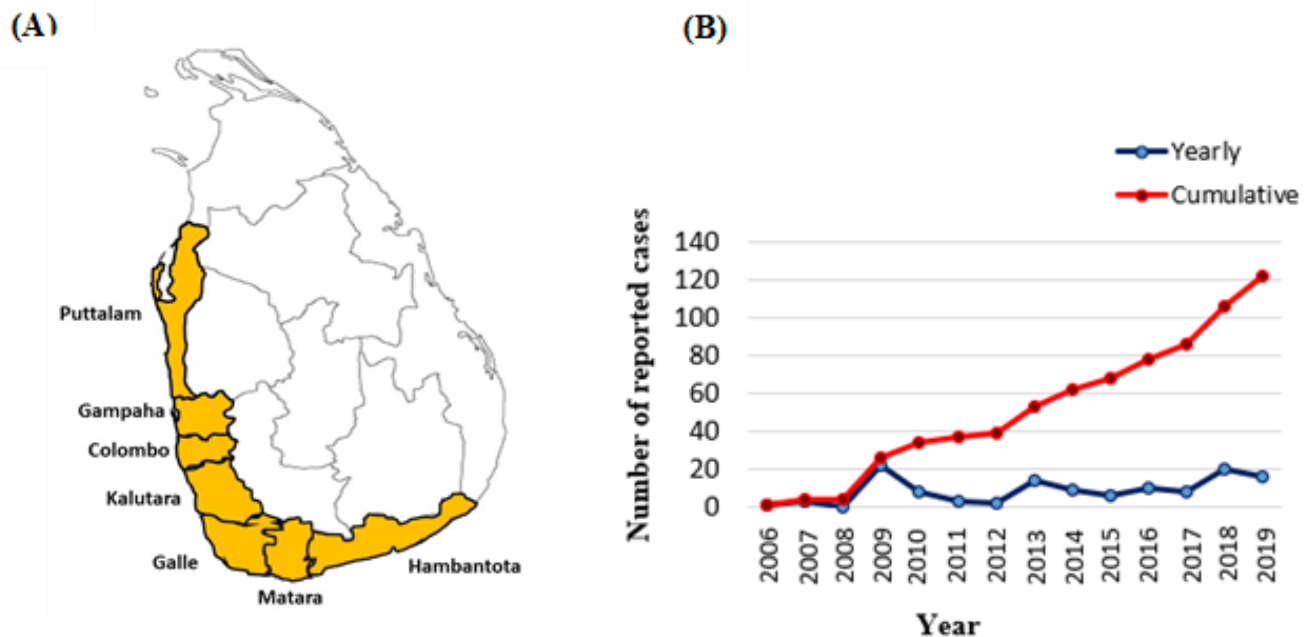 (A)
Puttalam
Gampaha
Colombo
Kalutara
Galle
Matara
Hambantota
(B)
Yearly
Cumulative
Number of reported cases
140
120
100
80
60
40
20
0
2006
2007
2008
2009
2010
2011
2012
2013
2014
2015
2016
2017
2018
2019
Year